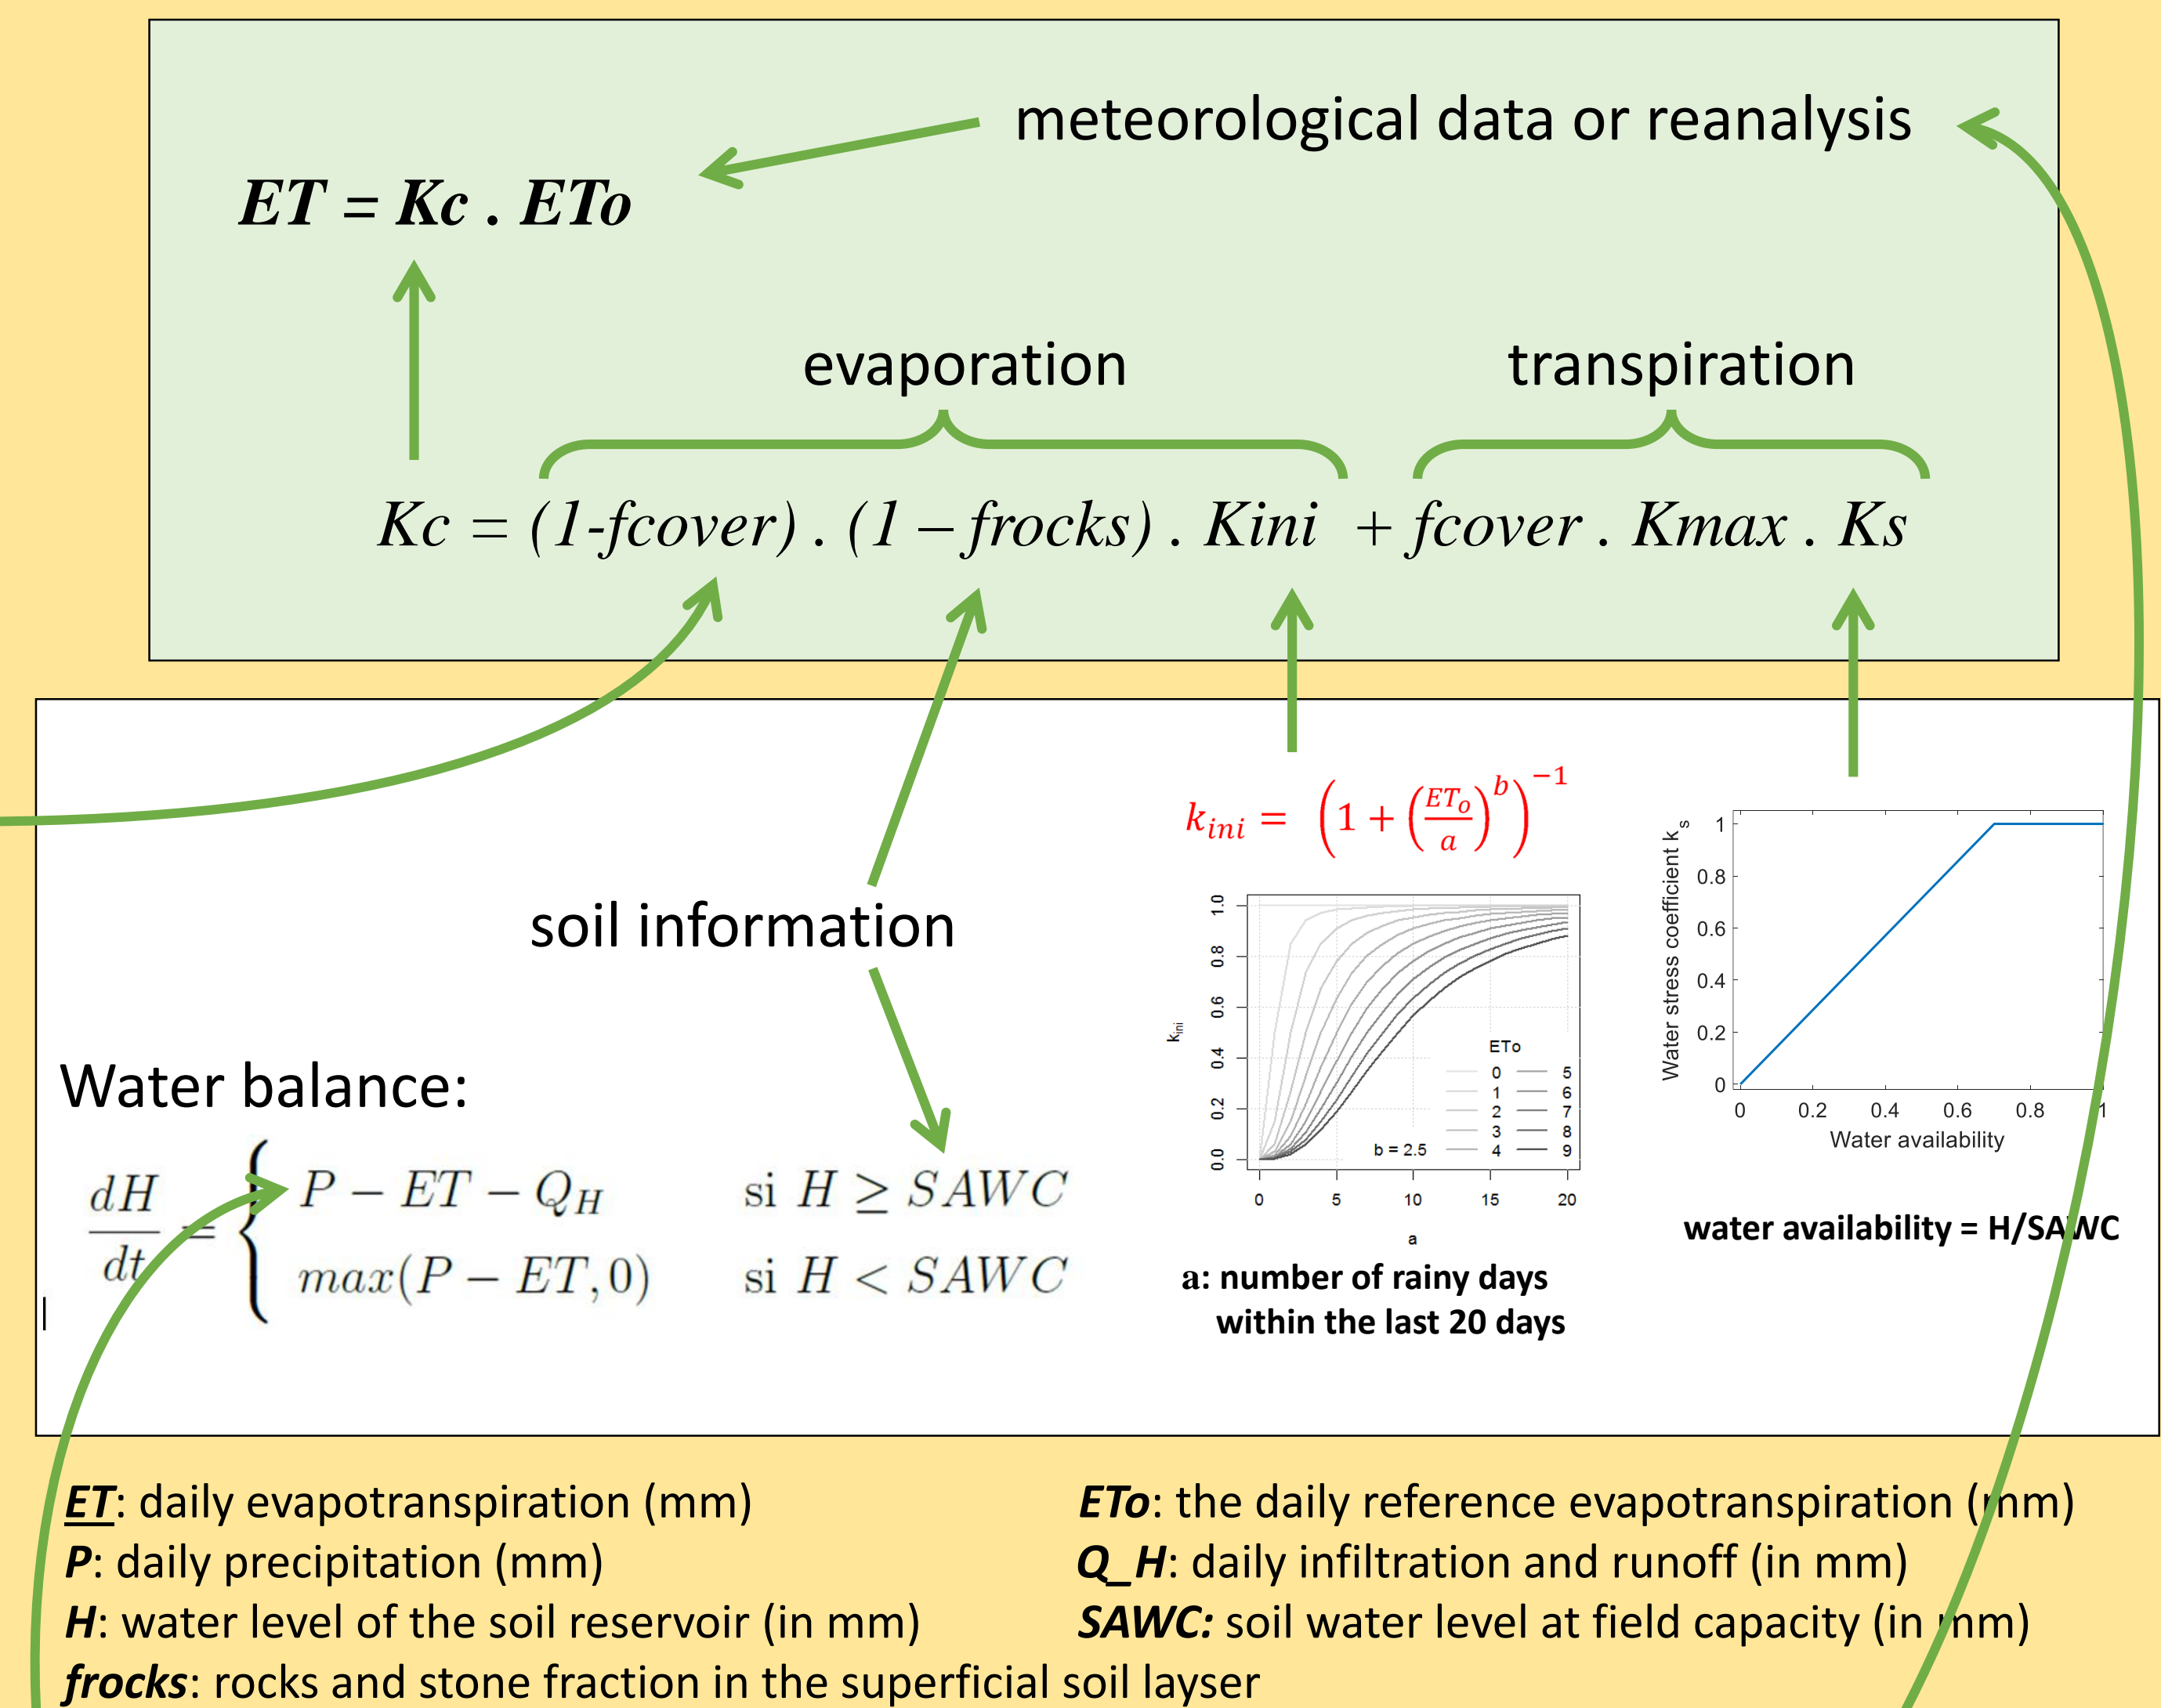 meteorological data or reanalysis
ET = Kc . ETo
evaporation
transpiration
Kc = (1-fcover) . (1 – frocks) . Kini + fcover . Kmax . Ks
k_ini = (1 + (ET_o/a)^b)^−1
soil information
Water balance:
dH/dt = { P − ET − Q_H si H ≥ SAWC
max(P − ET, 0) si H < SAWC
k_ini
1.0
0.8
0.6
0.4
0.2
0.0
ETo
0 5
1 6
2 7
3 8
b = 2.5 4 9
0 5 10 15 20
a
a: number of rainy days
within the last 20 days
Water stress coefficient k_s
1
0.8
0.6
0.4
0.2
0
0 0.2 0.4 0.6 0.8 1
Water availability
water availability = H/SAWC
ET: daily evapotranspiration (mm)
ETo: the daily reference evapotranspiration (mm)
P: daily precipitation (mm)
Q_H: daily infiltration and runoff (in mm)
H: water level of the soil reservoir (in mm)
SAWC: soil water level at field capacity (in mm)
frocks: rocks and stone fraction in the superficial soil layser